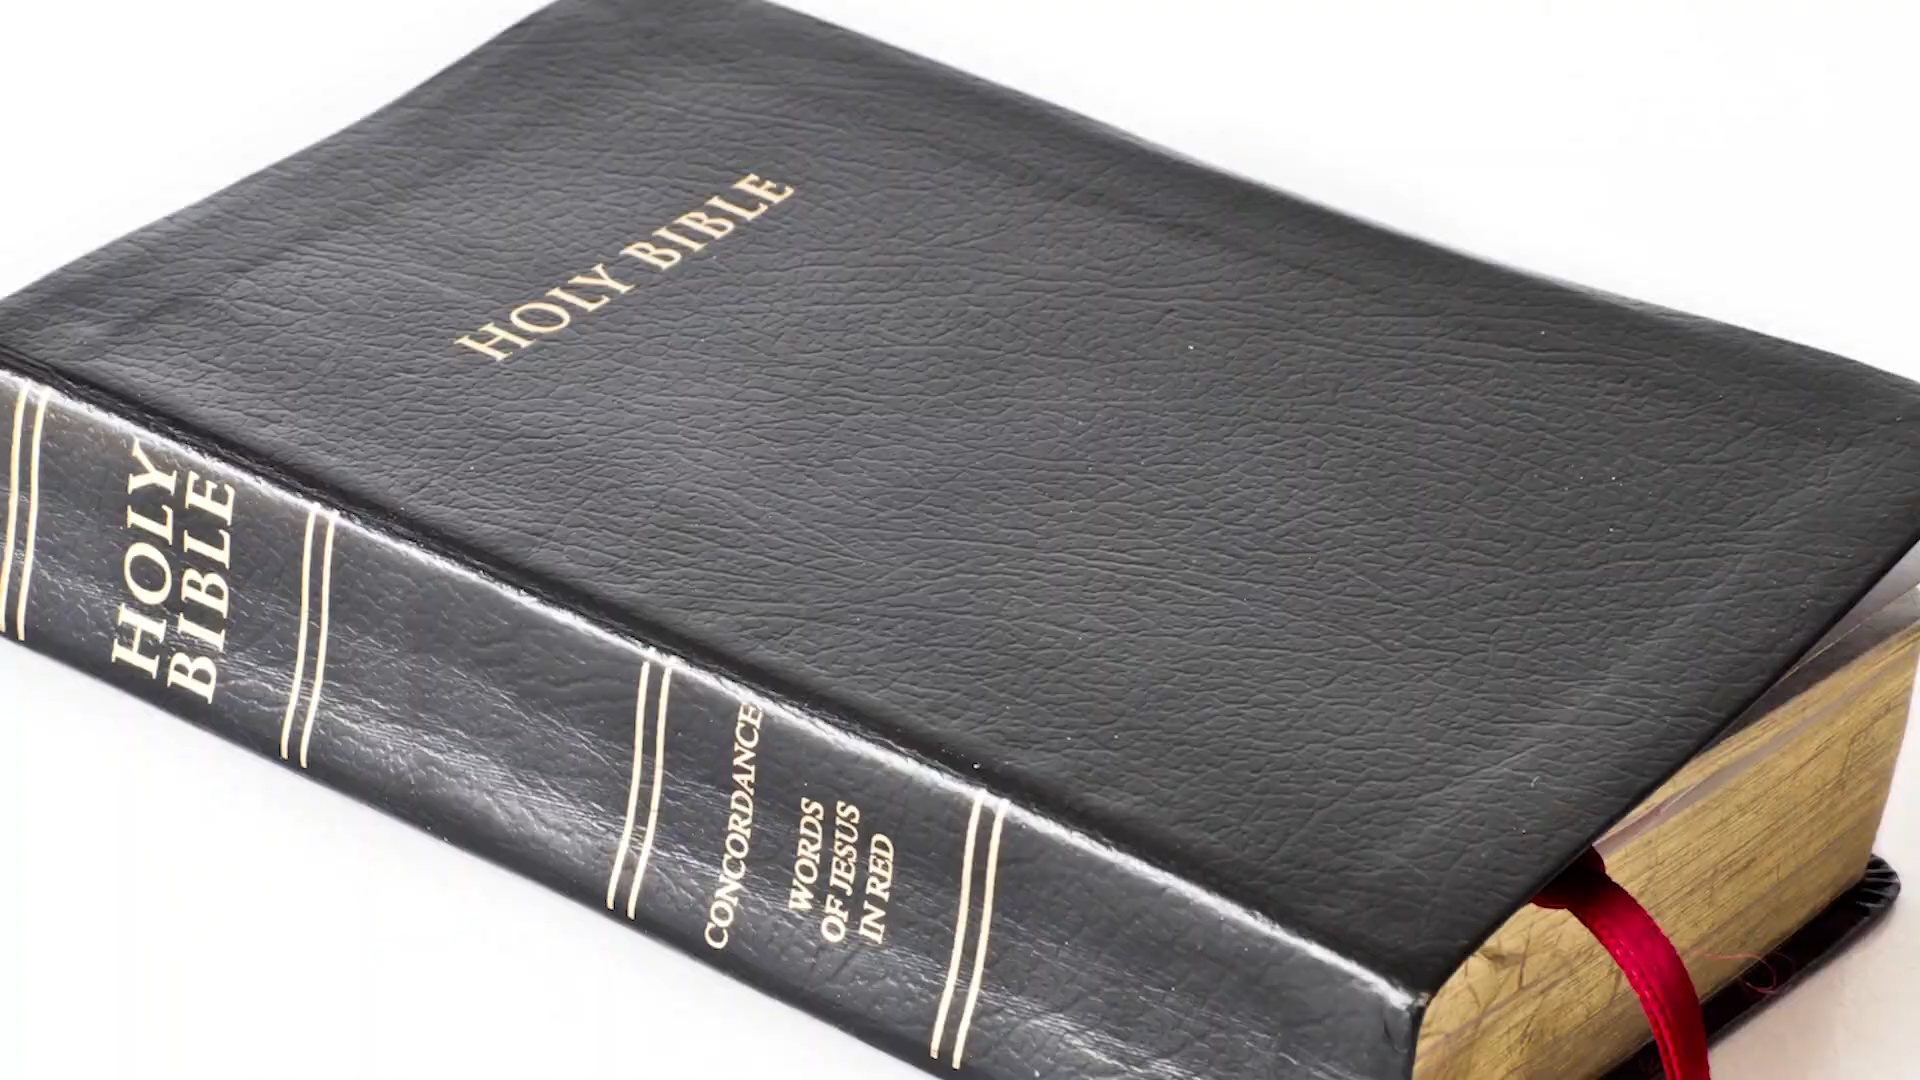 HOLY BIBLE
HOLY
BIBLE
CONCORDANCE
WORDS
OF JESUS
IN RED